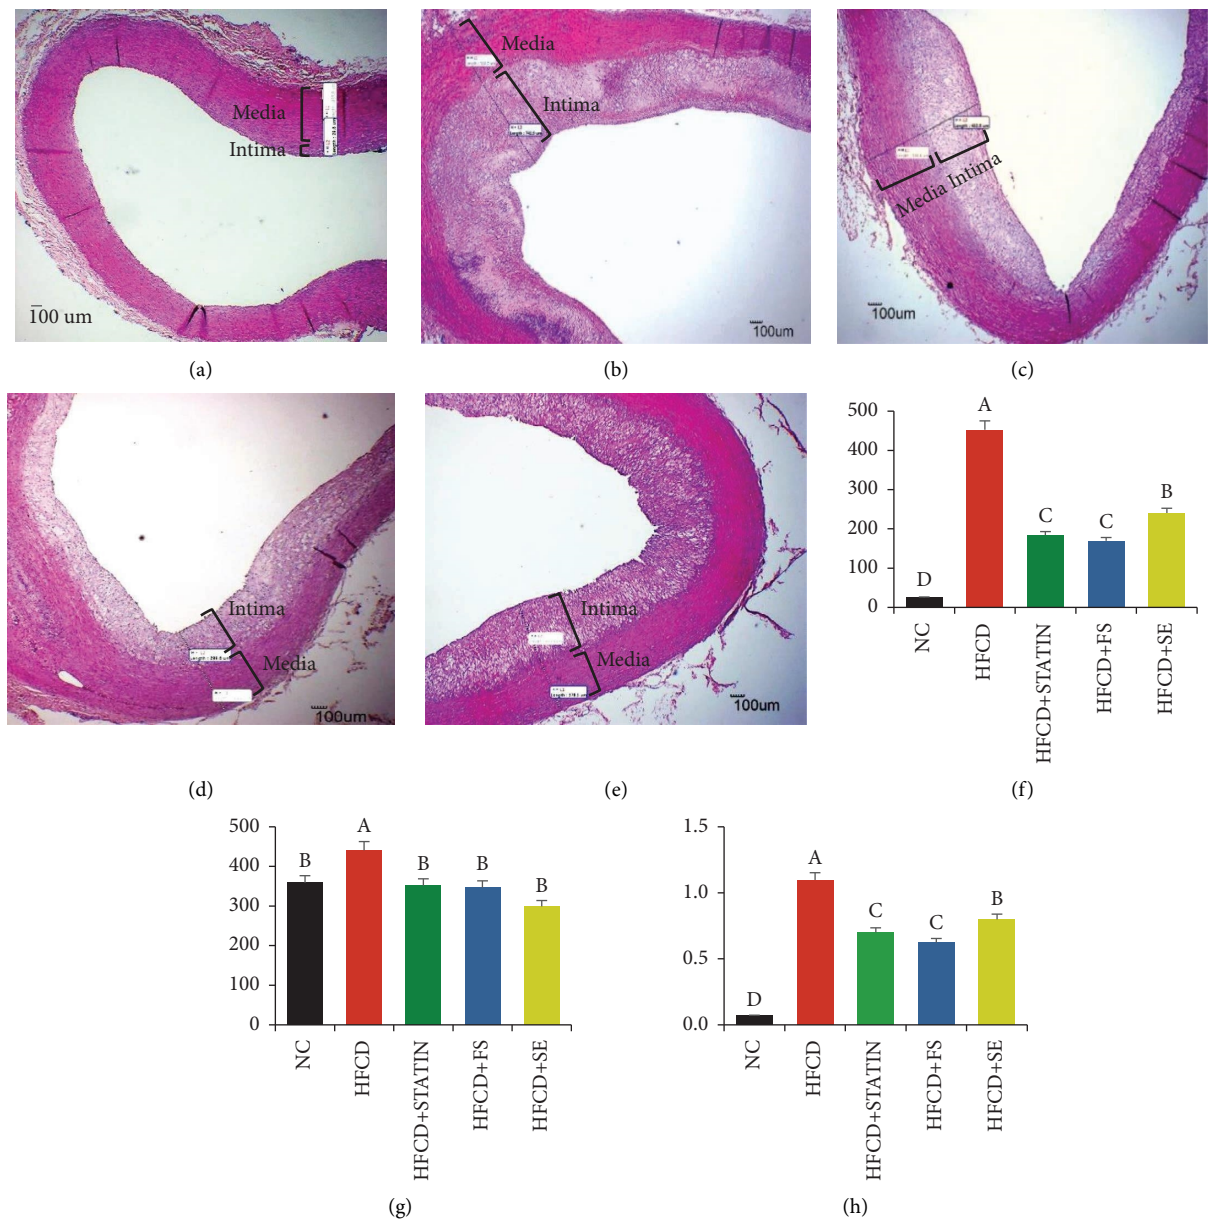 Media
Intima
100 um
(a)
Media
Intima
100um
(b)
Media Intima
100um
(c)
Intima
Media
100um
(d)
Intima
Media
100um
(e)
500
400
300
200
100
0
D
A
C
C
B
NC
HFCD
HFCD+STATIN
HFCD+FS
HFCD+SE
(f)
500
400
300
200
100
0
B
A
B
B
B
NC
HFCD
HFCD+STATIN
HFCD+FS
HFCD+SE
(g)
1.5
1.0
0.5
0.0
D
A
C
C
B
NC
HFCD
HFCD+STATIN
HFCD+FS
HFCD+SE
(h)